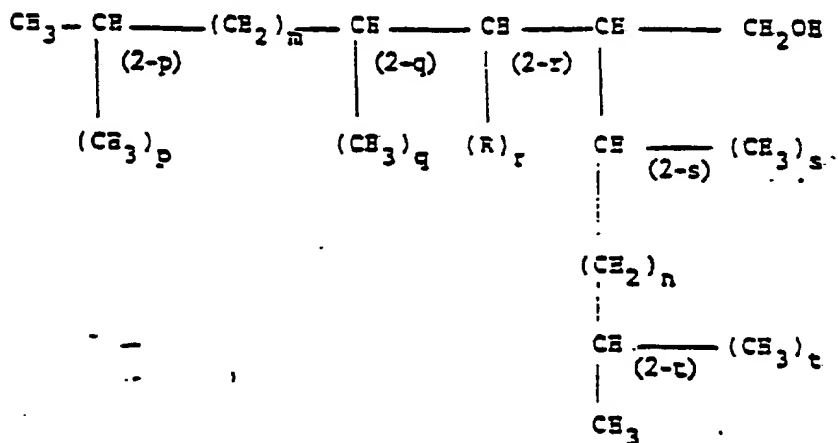 CH3 - CH — (CH2)m — CH — CH — CH — CH2OH
(2-p) (2-q) (2-r)
(CH3)p (CH3)q (R)r CH — (CH3)s
(2-s)
(CH2)n
CH — (CH3)t
(2-t)
CH3